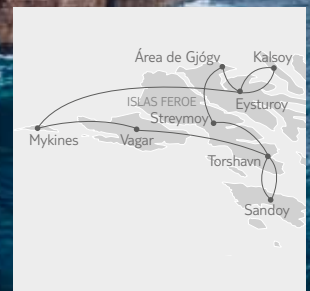 Área de Gjógv
Kalsoy
ISLAS FEROE
Eysturoy
Streymoy
Mykines
Vagar
Torshavn
Sandoy